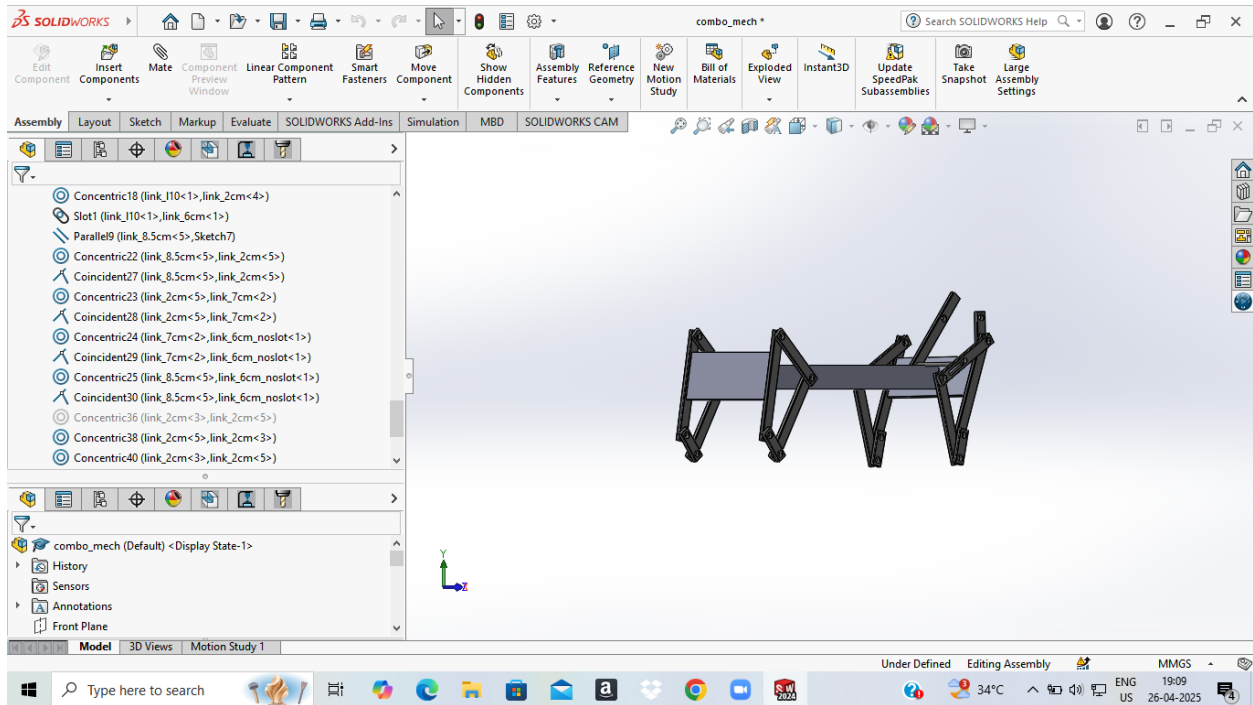 SOLIDWORKS
combo_mech *
Search SOLIDWORKS Help
Edit Component
Insert Components
Mate
Component Preview Window
Linear Component Pattern
Smart Fasteners
Move Component
Show Hidden Components
Assembly Features
Reference Geometry
New Motion Study
Bill of Materials
Exploded View
Instant3D
Update SpeedPak Subassemblies
Take Snapshot
Large Assembly Settings
Assembly Layout Sketch Markup Evaluate SOLIDWORKS Add-Ins Simulation MBD SOLIDWORKS CAM
Concentric18 (link_l10<1>,link_2cm<4>)
Slot1 (link_l10<1>,link_6cm<1>)
Parallel9 (link_8.5cm<5>,Sketch7)
Concentric22 (link_8.5cm<5>,link_2cm<5>)
Coincident27 (link_8.5cm<5>,link_2cm<5>)
Concentric23 (link_2cm<5>,link_7cm<2>)
Coincident28 (link_2cm<5>,link_7cm<2>)
Concentric24 (link_7cm<2>,link_6cm_noslot<1>)
Coincident29 (link_7cm<2>,link_6cm_noslot<1>)
Concentric25 (link_8.5cm<5>,link_6cm_noslot<1>)
Coincident30 (link_8.5cm<5>,link_6cm_noslot<1>)
Concentric36 (link_2cm<3>,link_2cm<5>)
Concentric38 (link_2cm<5>,link_2cm<3>)
Concentric40 (link_2cm<3>,link_2cm<5>)
combo_mech (Default) <Display State-1>
History
Sensors
Annotations
Front Plane
Y
Z
Model 3D Views Motion Study 1
Under Defined Editing Assembly MMGS
Type here to search
34°C
ENG
US
19:09
26-04-2025